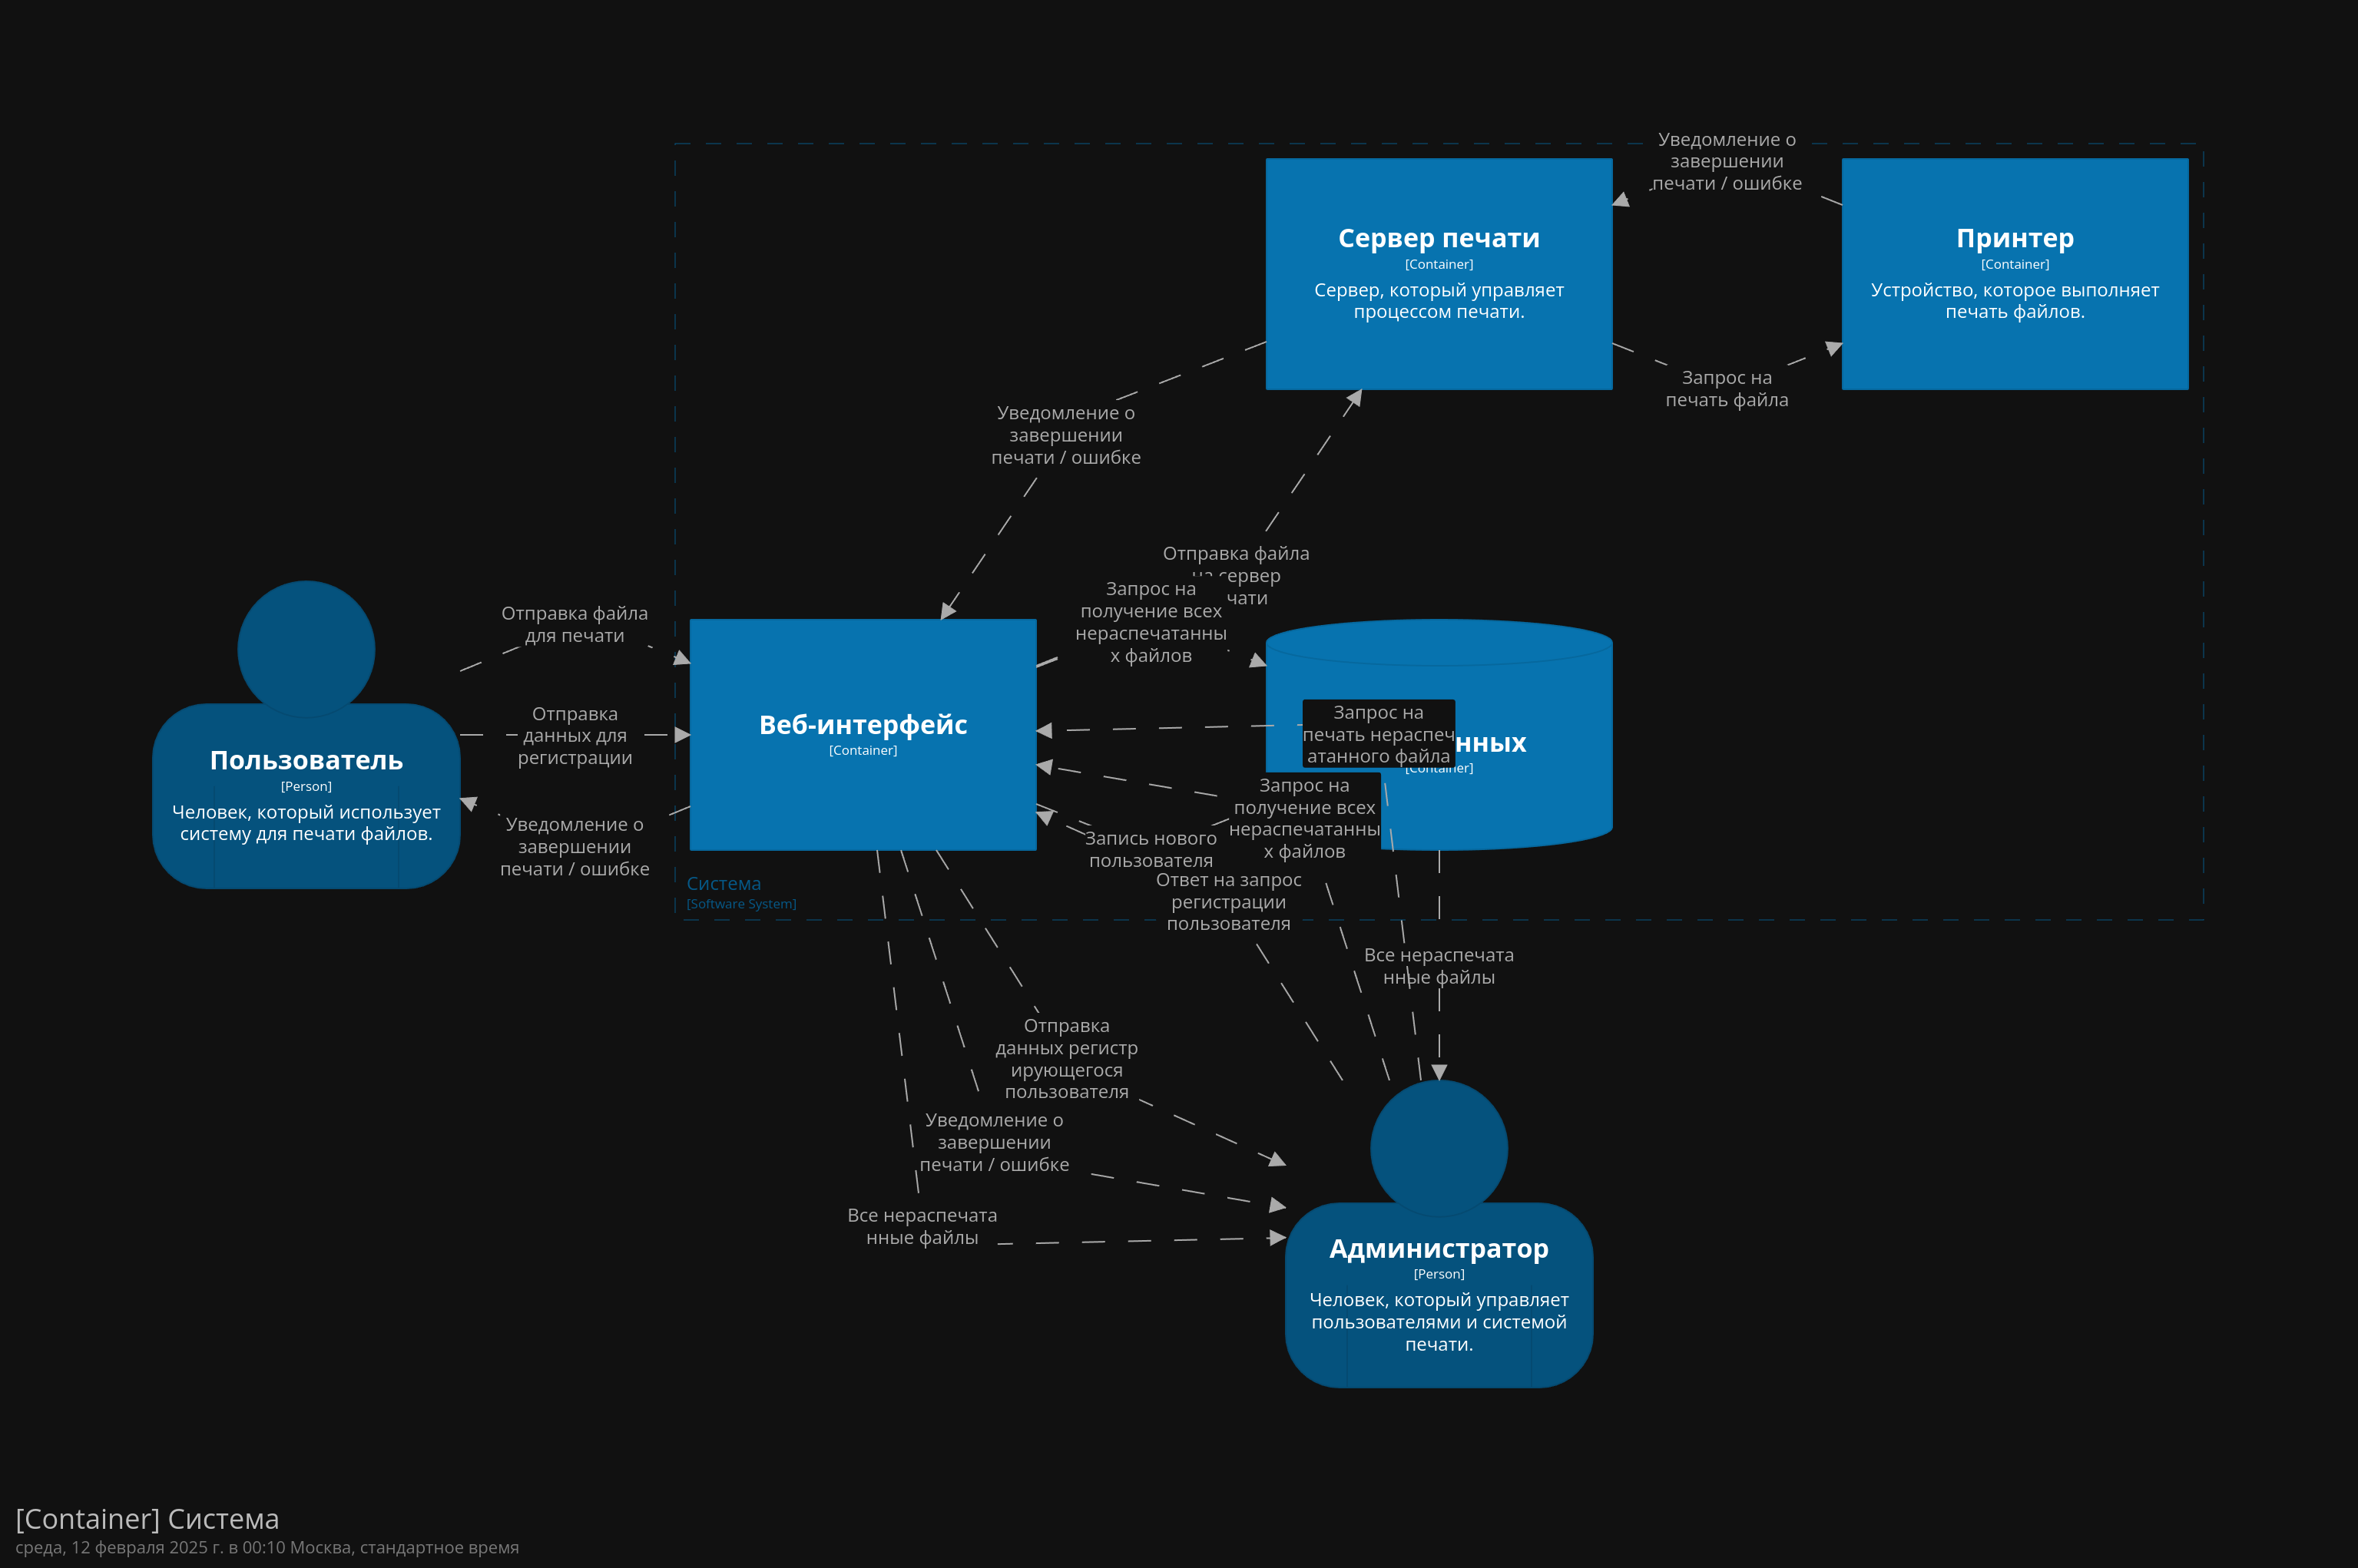 Уведомление о
завершении
печати / ошибке
Сервер печати
[Container]
Сервер, который управляет
процессом печати.
Принтер
[Container]
Устройство, которое выполняет
печать файлов.
Запрос на
печать файла
Уведомление о
завершении
печати / ошибке
Отправка файла
сервер
Запрос на
получение всех
нераспечатанны
х файлов
Отправка файла
для печати
Отправка
данных для
регистрации
Уведомление о
завершении
печати / ошибке
Пользователь
[Person]
Человек, который использует
систему для печати файлов.
Веб-интерфейс
[Container]
Запрос на
печать нераспеч
атанного файла
нных
[Container]
Запрос на
получение всех
нераспечатанны
х файлов
Запись нового
пользователя
Ответ на запрос
регистрации
пользователя
Система
[Software System]
Все нераспечата
нные файлы
Отправка
данных регистр
ирующегося
пользователя
Уведомление о
завершении
печати / ошибке
Все нераспечата
нные файлы
Администратор
[Person]
Человек, который управляет
пользователями и системой
печати.
[Container] Система
среда, 12 февраля 2025 г. в 00:10 Москва, стандартное время